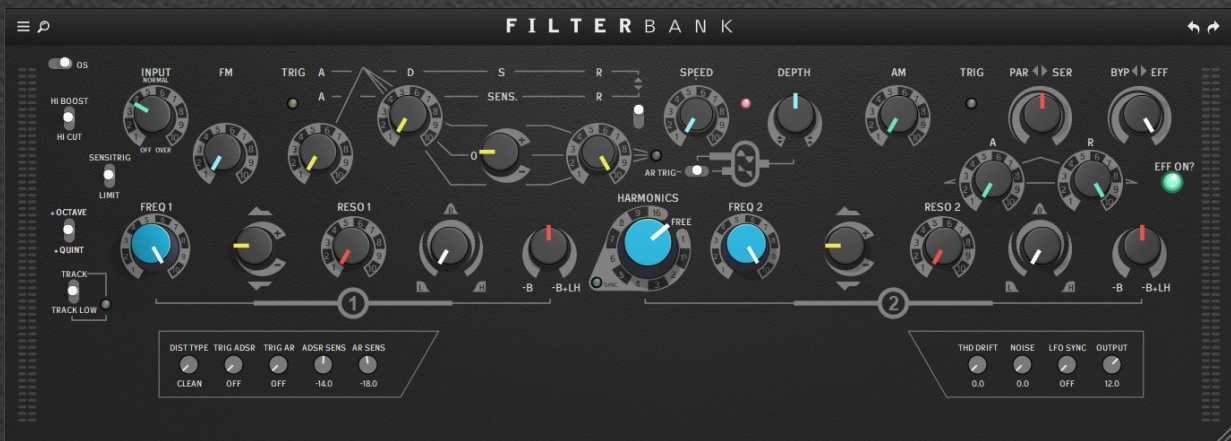 FILTERBANK
OS
INPUT FM TRIG A D S R SPEED DEPTH AM TRIG PAR SER BYP EFF
NORMAL
A SENS. R
HI BOOST
HI CUT
OFF OVER
SENSITRIG
LIMIT
0
+
-
AR TRIG
A R
EFF ON?
+OCTAVE
+QUINT
FREQ 1 RESO 1 B HARMONICS FREQ 2 RESO 2 B
FREE
+
-
L H
-B -B+LH
SYNC
+
-
L H
-B -B+LH
TRACK
TRACK LOW
1 2
DIST TYPE TRIG ADSR TRIG AR ADSR SENS AR SENS
CLEAN OFF OFF -14.0 -18.0
THD DRIFT NOISE LFO SYNC OUTPUT
0.0 0.0 OFF 12.0